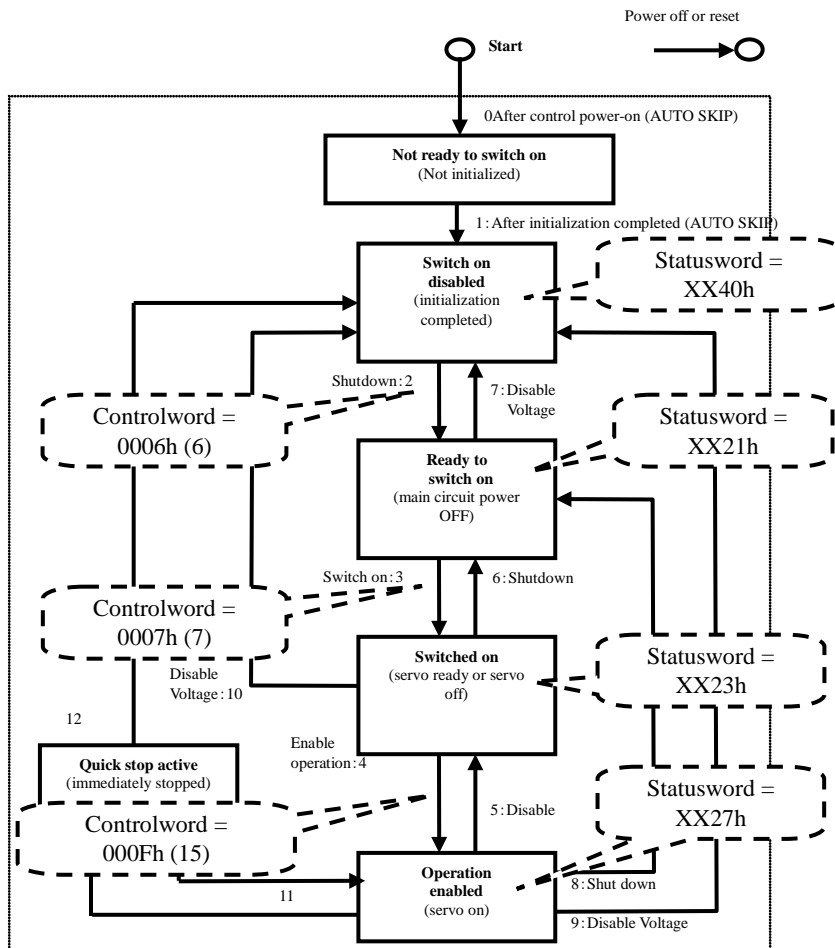 Power off or reset
Start
0After control power-on (AUTO SKIP)
Not ready to switch on
(Not initialized)
1:After initialization completed (AUTO SKIP)
Switch on
disabled
(initialization
completed)
Statusword =
XX40h
Shutdown:2
7:Disable
Voltage
Controlword =
0006h (6)
Statusword =
XX21h
Ready to
switch on
(main circuit power
OFF)
Switch on:3
6:Shutdown
Controlword =
0007h (7)
Switched on
(servo ready or servo
off)
Statusword =
XX23h
Disable
Voltage:10
12
Enable
operation:4
Quick stop active
(immediately stopped)
5:Disable
Statusword =
XX27h
Controlword =
000Fh (15)
Operation
enabled
(servo on)
11
8:Shut down
9:Disable Voltage